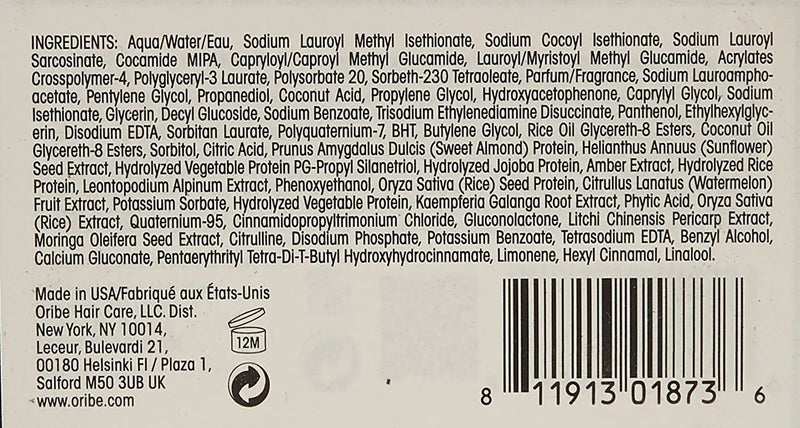 INGREDIENTS: Aqua/Water/Eau, Sodium Lauroyl Methyl Isethionate, Sodium Cocoyl Isethionate, Sodium Lauroyl
Sarcosinate, Cocamide MIPA, Capryloyl/Caproyl Methyl Glucamide, Lauroyl/Myristoyl Methyl Glucamide, Acrylates
Crosspolymer-4, Polyglyceryl-3 Laurate, Polysorbate 20, Sorbeth-230 Tetraoleate, Parfum/Fragrance, Sodium Lauroampho-
acetate, Pentylene Glycol, Propanediol, Coconut Acid, Propylene Glycol, Hydroxyacetophenone, Caprylyl Glycol, Sodium
Isethionate, Glycerin, Decyl Glucoside, Sodium Benzoate, Trisodium Ethylenediamine Disuccinate, Panthenol, Ethylhexylglyc-
erin, Disodium EDTA, Sorbitan Laurate, Polyquaternium-7, BHT, Butylene Glycol, Rice Oil Glycereth-8 Esters, Coconut Oil
Glycereth-8 Esters, Sorbitol, Citric Acid, Prunus Amygdalus Dulcis (Sweet Almond) Protein, Helianthus Annuus (Sunflower)
Seed Extract, Hydrolyzed Vegetable Protein PG-Propyl Silanetriol, Hydrolyzed Jojoba Protein, Amber Extract, Hydrolyzed Rice
Protein, Leontopodium Alpinum Extract, Phenoxyethanol, Oryza Sativa (Rice) Seed Protein, Citrullus Lanatus (Watermelon)
Fruit Extract, Potassium Sorbate, Hydrolyzed Vegetable Protein, Kaempferia Galanga Root Extract, Phytic Acid, Oryza Sativa
(Rice) Extract, Quaternium-95, Cinnamidopropyltrimonium Chloride, Gluconolactone, Litchi Chinensis Pericarp Extract,
Moringa Oleifera Seed Extract, Citrulline, Disodium Phosphate, Potassium Benzoate, Tetrasodium EDTA, Benzyl Alcohol,
Calcium Gluconate, Pentaerythrityl Tetra-Di-T-Butyl Hydroxyhydrocinnamate, Limonene, Hexyl Cinnamal, Linalool.
Made in USA/Fabriqué aux États-Unis
Oribe Hair Care, LLC. Dist.
New York, NY 10014,
Leceur, Bulevardi 21,
00180 Helsinki FI / Plaza 1,
Salford M50 3UB UK
www.oribe.com
12M
8 11913 01873 6